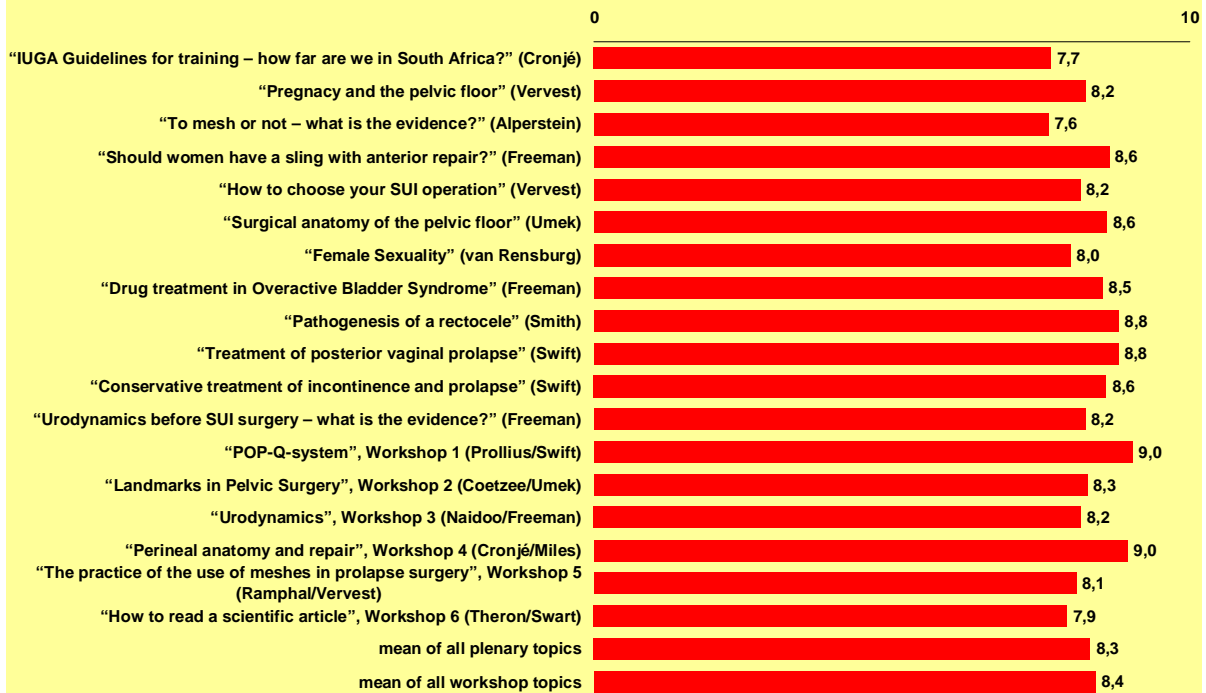 0 10
“IUGA Guidelines for training – how far are we in South Africa?” (Cronjé) 7,7
“Pregnacy and the pelvic floor” (Vervest) 8,2
“To mesh or not – what is the evidence?” (Alperstein) 7,6
“Should women have a sling with anterior repair?” (Freeman) 8,6
“How to choose your SUI operation” (Vervest) 8,2
“Surgical anatomy of the pelvic floor” (Umek) 8,6
“Female Sexuality” (van Rensburg) 8,0
“Drug treatment in Overactive Bladder Syndrome” (Freeman) 8,5
“Pathogenesis of a rectocele” (Smith) 8,8
“Treatment of posterior vaginal prolapse” (Swift) 8,8
“Conservative treatment of incontinence and prolapse” (Swift) 8,6
“Urodynamics before SUI surgery – what is the evidence?” (Freeman) 8,2
“POP-Q-system”, Workshop 1 (Prollius/Swift) 9,0
“Landmarks in Pelvic Surgery”, Workshop 2 (Coetzee/Umek) 8,3
“Urodynamics”, Workshop 3 (Naidoo/Freeman) 8,2
“Perineal anatomy and repair”, Workshop 4 (Cronjé/Miles) 9,0
“The practice of the use of meshes in prolapse surgery”, Workshop 5
(Ramphal/Vervest) 8,1
“How to read a scientific article”, Workshop 6 (Theron/Swart) 7,9
mean of all plenary topics 8,3
mean of all workshop topics 8,4